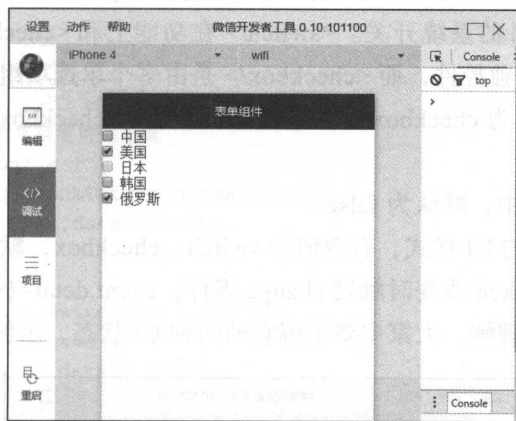 设置 动作 帮助 微信开发者工具 0.10.101100
iPhone 4 wifi Console
top
表单组件
中国
美国
日本
韩国
俄罗斯
编辑
</>
调试
项目
重启
Console